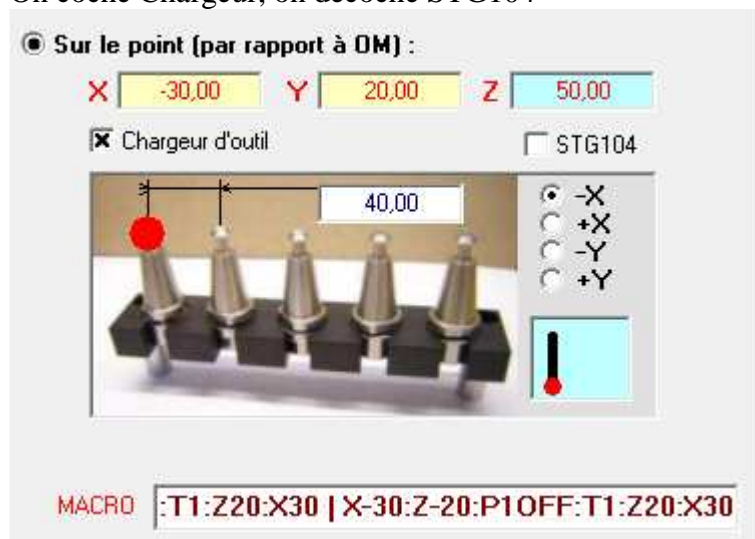 Sur le point (par rapport à OM) :
X -30,00 Y 20,00 Z 50,00
Chargeur d'outil STG104
40,00
-X
+X
-Y
+Y
MACRO :T1:Z20:X30 | X-30:Z-20:P1OFF:T1:Z20:X30